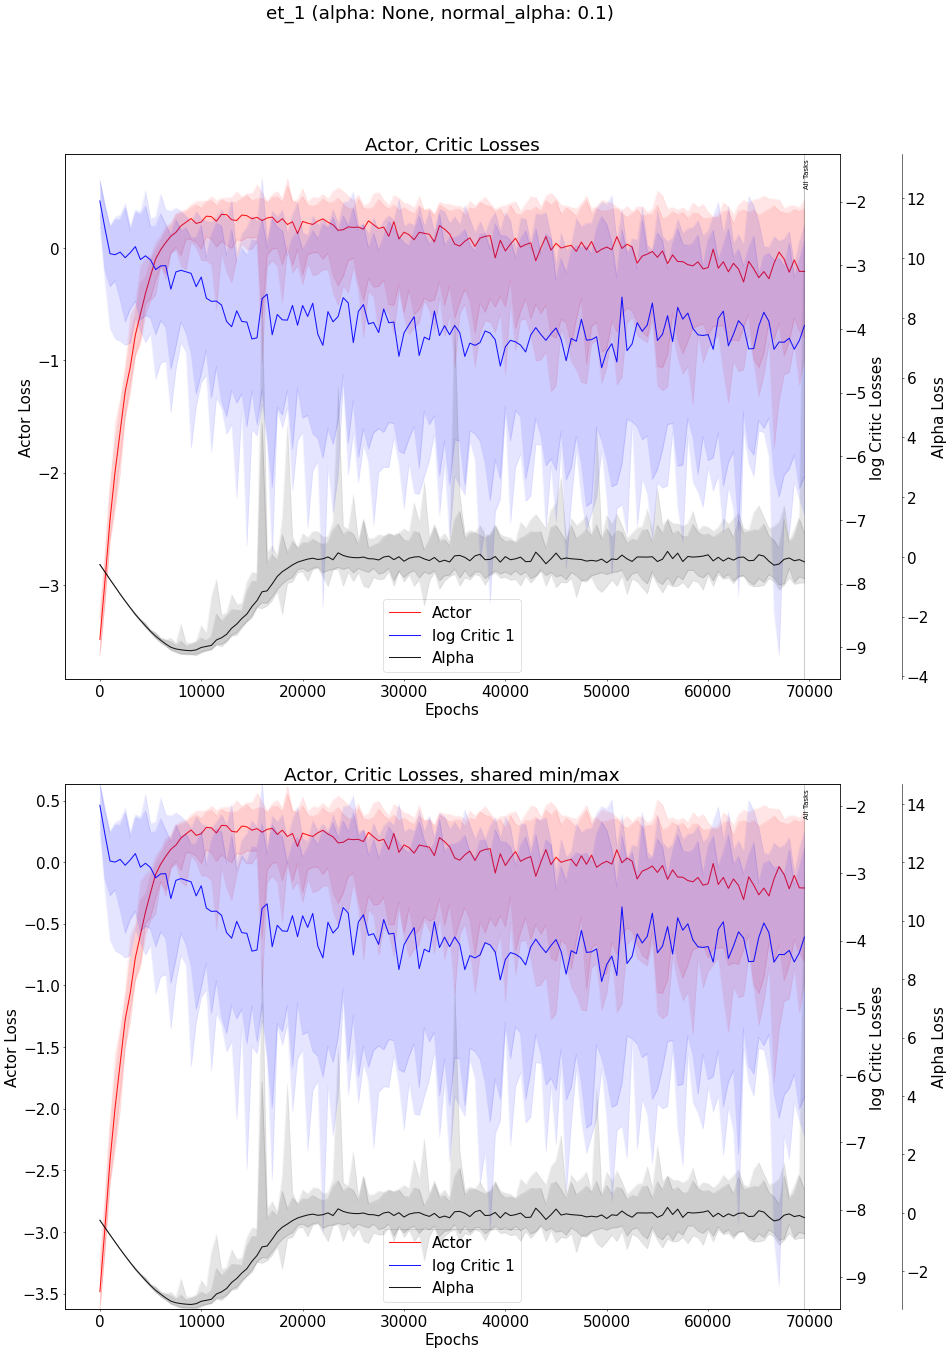 et_1 (alpha: None, normal_alpha: 0.1)
Actor, Critic Losses
All Tasks
0
−1
−2
−3
Actor Loss
−2
−3
−4
−5
−6
−7
−8
−9
log Critic Losses
12
10
8
6
4
2
0
−2
−4
Alpha Loss
Actor
log Critic 1
Alpha
0 10000 20000 30000 40000 50000 60000 70000
Epochs
Actor, Critic Losses, shared min/max
All Tasks
0.5
0.0
−0.5
−1.0
−1.5
−2.0
−2.5
−3.0
−3.5
Actor Loss
−2
−3
−4
−5
−6
−7
−8
−9
log Critic Losses
14
12
10
8
6
4
2
0
−2
Alpha Loss
Actor
log Critic 1
Alpha
0 10000 20000 30000 40000 50000 60000 70000
Epochs